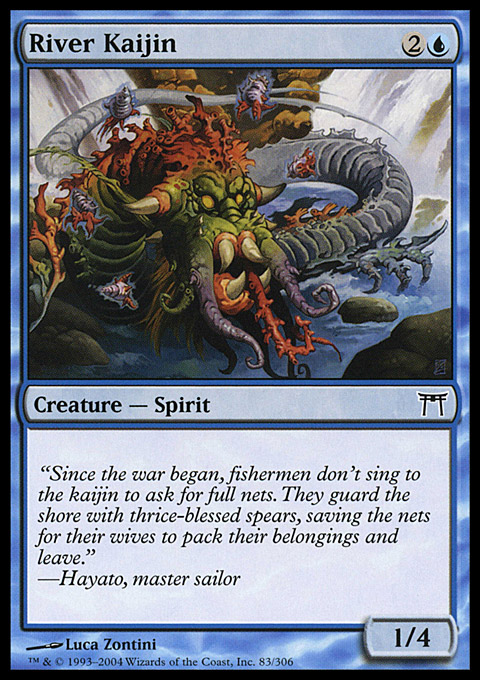 River Kaijin 2
Creature — Spirit
“Since the war began, fishermen don’t sing to
the kaijin to ask for full nets. They guard the
shore with thrice-blessed spears, saving the nets
for their wives to pack their belongings and
leave.”
—Hayato, master sailor
1/4
Luca Zontini
™ & © 1993–2004 Wizards of the Coast, Inc. 83/306